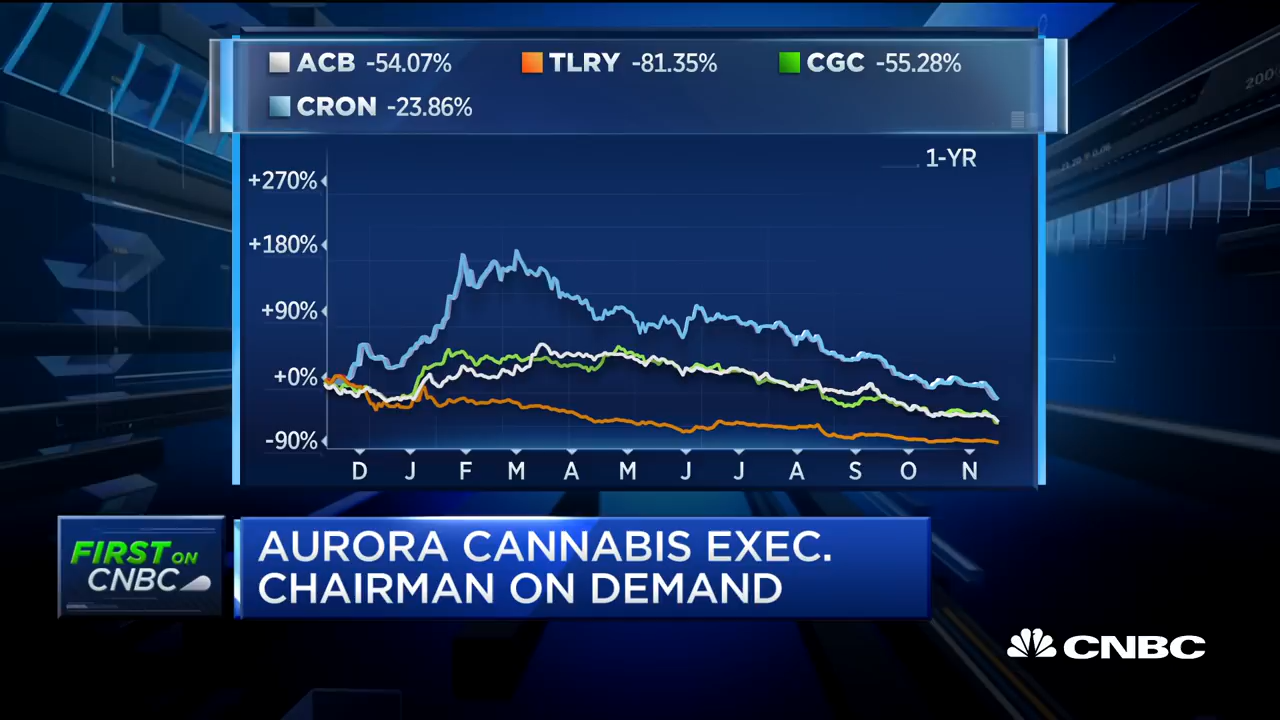 ACB -54.07% TLRY -81.35% CGC -55.28%
CRON -23.86%
1-YR
+270%
+180%
+90%
+0%
-90%
D J F M A M J J A S O N
FIRST ON
CNBC
AURORA CANNABIS EXEC.
CHAIRMAN ON DEMAND
CNBC